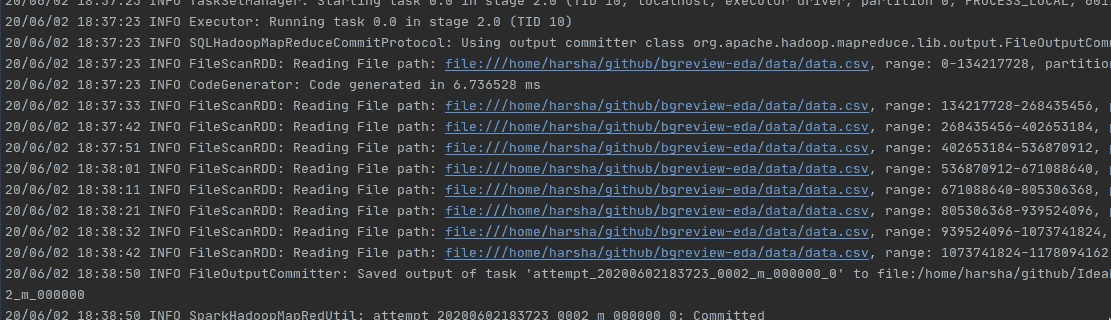 20/06/02 18:37:23 INFO TaskSetManager: Starting task 0.0 in stage 2.0 (TID 10, localhost, executor driver, partition 0, PROCESS_LOCAL,
20/06/02 18:37:23 INFO Executor: Running task 0.0 in stage 2.0 (TID 10)
20/06/02 18:37:23 INFO SQLHadoopMapReduceCommitProtocol: Using output committer class org.apache.hadoop.mapreduce.lib.output.FileOutputCom
20/06/02 18:37:23 INFO FileScanRDD: Reading File path: file:///home/harsha/github/bgreview-eda/data/data.csv, range: 0-134217728, partitio
20/06/02 18:37:23 INFO CodeGenerator: Code generated in 6.736528 ms
20/06/02 18:37:33 INFO FileScanRDD: Reading File path: file:///home/harsha/github/bgreview-eda/data/data.csv, range: 134217728-268435456,
20/06/02 18:37:42 INFO FileScanRDD: Reading File path: file:///home/harsha/github/bgreview-eda/data/data.csv, range: 268435456-402653184,
20/06/02 18:37:51 INFO FileScanRDD: Reading File path: file:///home/harsha/github/bgreview-eda/data/data.csv, range: 402653184-536870912,
20/06/02 18:38:01 INFO FileScanRDD: Reading File path: file:///home/harsha/github/bgreview-eda/data/data.csv, range: 536870912-671088640,
20/06/02 18:38:11 INFO FileScanRDD: Reading File path: file:///home/harsha/github/bgreview-eda/data/data.csv, range: 671088640-805306368,
20/06/02 18:38:21 INFO FileScanRDD: Reading File path: file:///home/harsha/github/bgreview-eda/data/data.csv, range: 805306368-939524096,
20/06/02 18:38:32 INFO FileScanRDD: Reading File path: file:///home/harsha/github/bgreview-eda/data/data.csv, range: 939524096-1073741824,
20/06/02 18:38:42 INFO FileScanRDD: Reading File path: file:///home/harsha/github/bgreview-eda/data/data.csv, range: 1073741824-1178094162
20/06/02 18:38:50 INFO FileOutputCommitter: Saved output of task 'attempt_20200602183723_0002_m_000000_0' to file:/home/harsha/github/Idea
2_m_000000
20/06/02 18:38:50 INFO SparkHadoopMapRedUtil: attempt_20200602183723_0002_m_000000_0: Committed